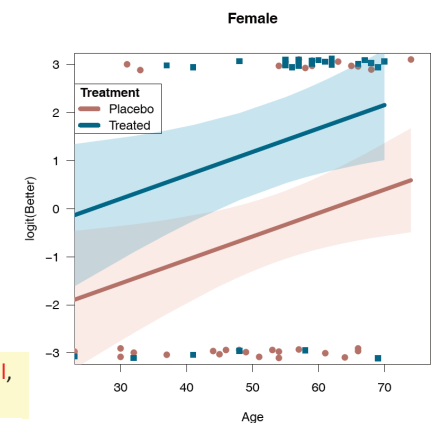 Female
Treatment
Placebo
Treated
logit(Better)
3
2
1
0
−1
−2
−3
30 40 50 60 70
Age
l,